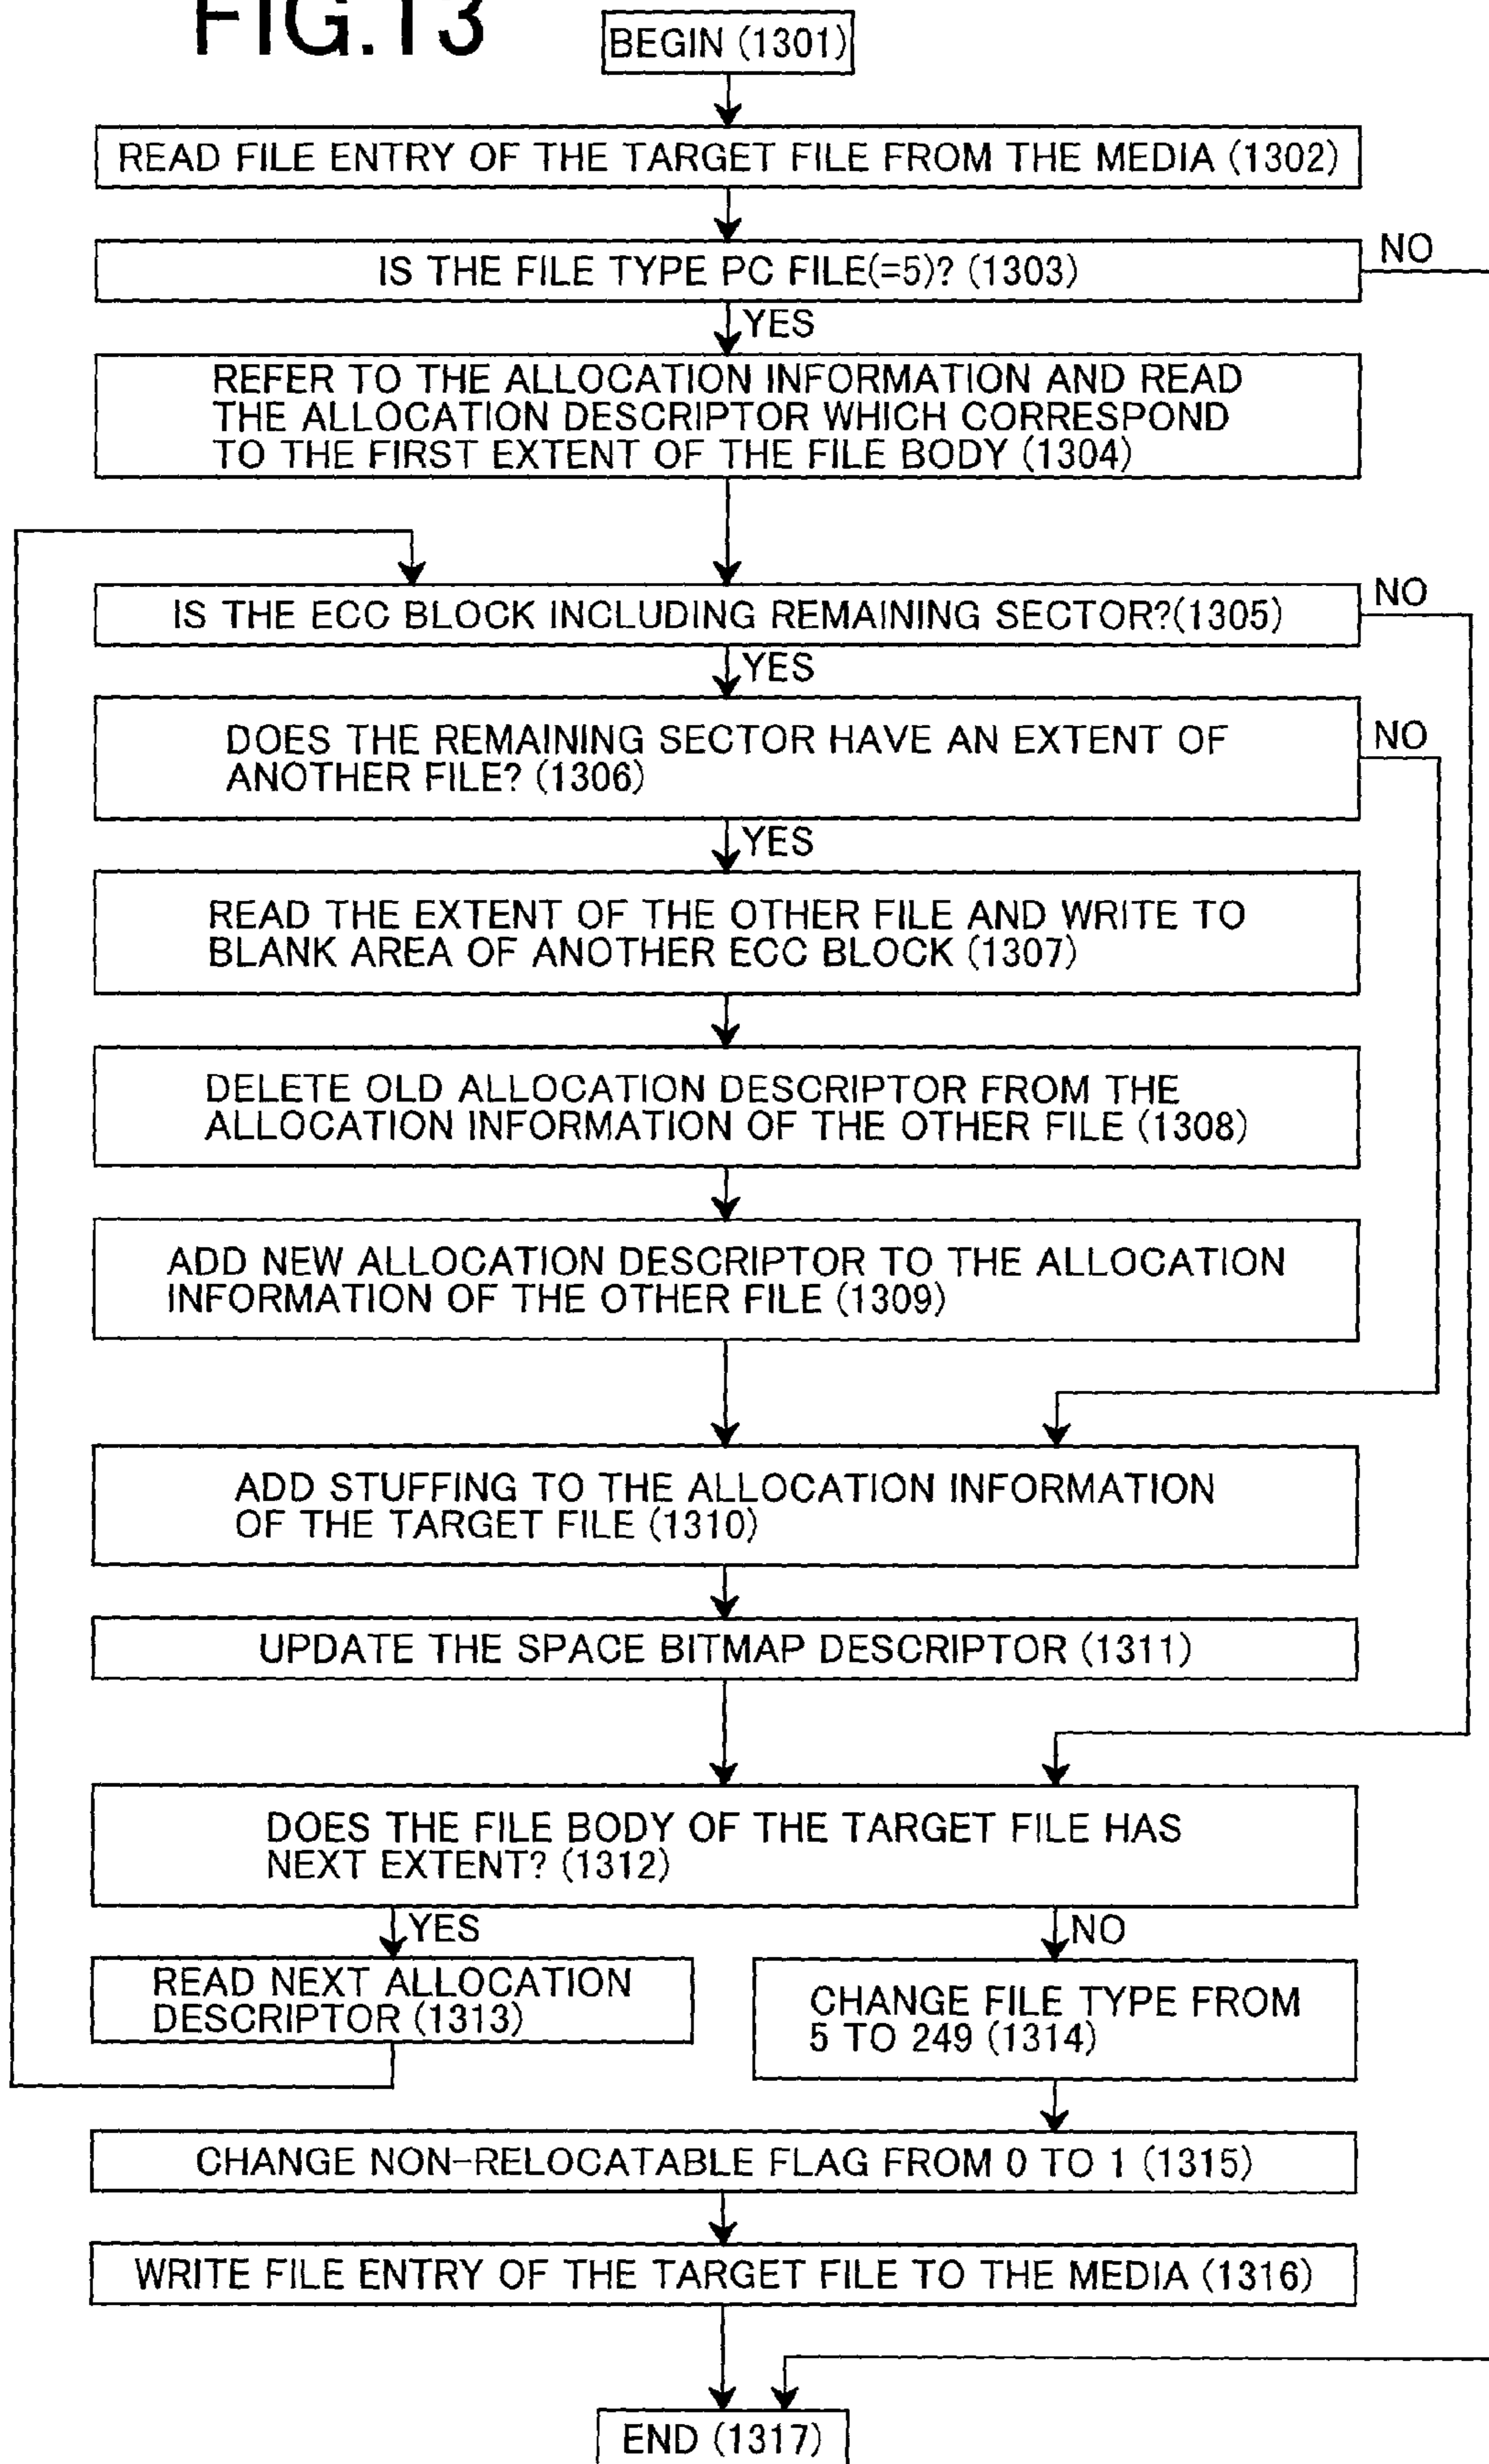 FIG.13
BEGIN (1301)
READ FILE ENTRY OF THE TARGET FILE FROM THE MEDIA (1302)
IS THE FILE TYPE PC FILE(=5)? (1303)
NO
YES
REFER TO THE ALLOCATION INFORMATION AND READ
THE ALLOCATION DESCRIPTOR WHICH CORRESPOND
TO THE FIRST EXTENT OF THE FILE BODY (1304)
IS THE ECC BLOCK INCLUDING REMAINING SECTOR?(1305)
NO
YES
DOES THE REMAINING SECTOR HAVE AN EXTENT OF
ANOTHER FILE? (1306)
NO
YES
READ THE EXTENT OF THE OTHER FILE AND WRITE TO
BLANK AREA OF ANOTHER ECC BLOCK (1307)
DELETE OLD ALLOCATION DESCRIPTOR FROM THE
ALLOCATION INFORMATION OF THE OTHER FILE (1308)
ADD NEW ALLOCATION DESCRIPTOR TO THE ALLOCATION
INFORMATION OF THE OTHER FILE (1309)
ADD STUFFING TO THE ALLOCATION INFORMATION
OF THE TARGET FILE (1310)
UPDATE THE SPACE BITMAP DESCRIPTOR (1311)
DOES THE FILE BODY OF THE TARGET FILE HAS
NEXT EXTENT? (1312)
YES
NO
READ NEXT ALLOCATION
DESCRIPTOR (1313)
CHANGE FILE TYPE FROM
5 TO 249 (1314)
CHANGE NON-RELOCATABLE FLAG FROM 0 TO 1 (1315)
WRITE FILE ENTRY OF THE TARGET FILE TO THE MEDIA (1316)
END (1317)